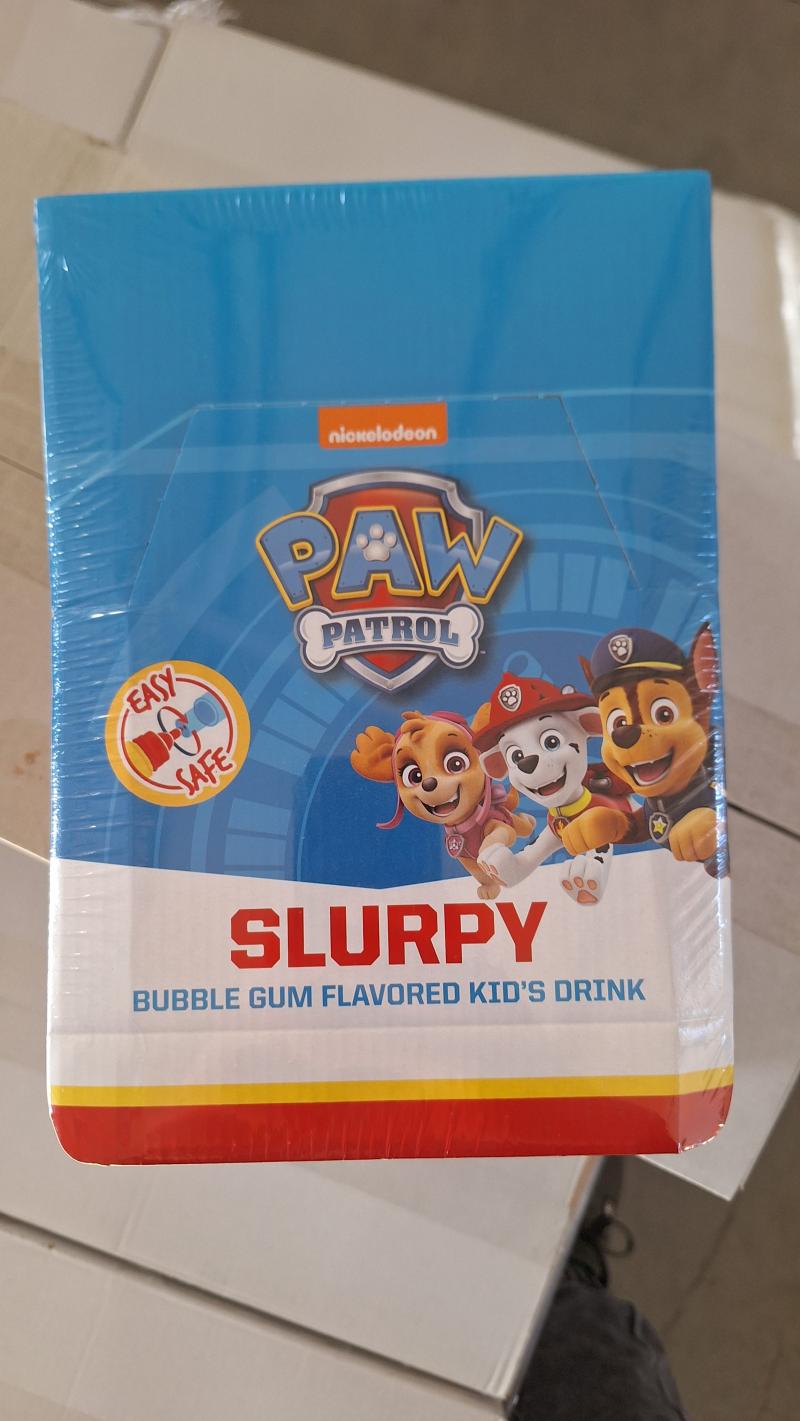 nickelodeon
PAW
PATROL
EASY
SAFE
SLURPY
BUBBLE GUM FLAVORED KID'S DRINK